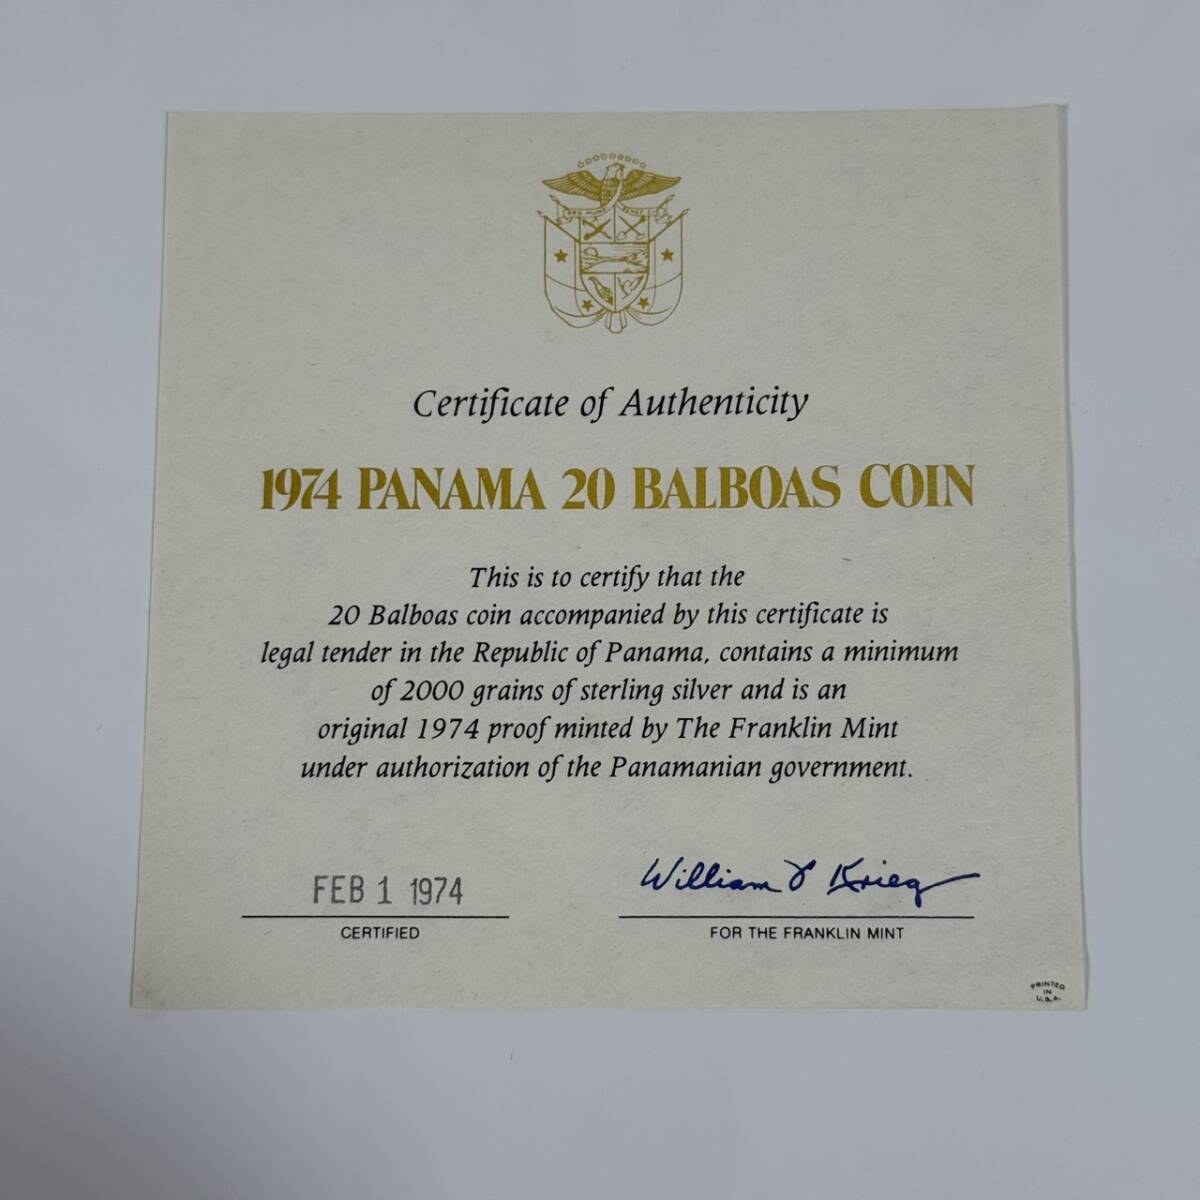 Certificate of Authenticity
1974 PANAMA 20 BALBOAS COIN
This is to certify that the
20 Balboas coin accompanied by this certificate is
legal tender in the Republic of Panama, contains a minimum
of 2000 grains of sterling silver and is an
original 1974 proof minted by The Franklin Mint
under authorization of the Panamanian government.
FEB 1 1974
CERTIFIED
William Krieg
FOR THE FRANKLIN MINT
PRINTED
IN
U.S.A.